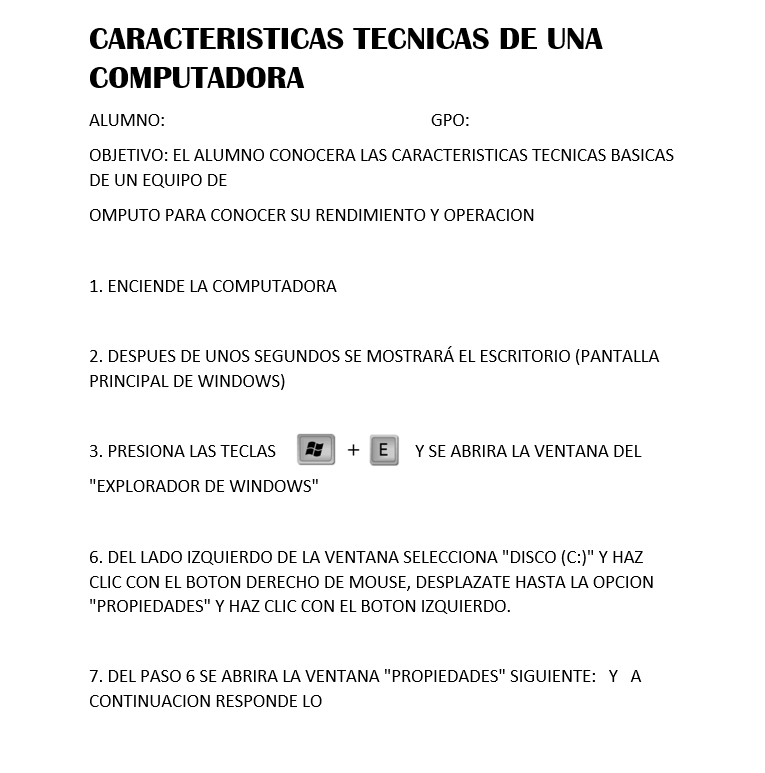 CARACTERISTICAS TECNICAS DE UNA
COMPUTADORA
ALUMNO: GPO:
OBJETIVO: EL ALUMNO CONOCERA LAS CARACTERISTICAS TECNICAS BASICAS
DE UN EQUIPO DE
OMPUTO PARA CONOCER SU RENDIMIENTO Y OPERACION
1. ENCIENDE LA COMPUTADORA
2. DESPUES DE UNOS SEGUNDOS SE MOSTRARÁ EL ESCRITORIO (PANTALLA
PRINCIPAL DE WINDOWS)
3. PRESIONA LAS TECLAS + E Y SE ABRIRA LA VENTANA DEL
"EXPLORADOR DE WINDOWS"
6. DEL LADO IZQUIERDO DE LA VENTANA SELECCIONA "DISCO (C:)" Y HAZ
CLIC CON EL BOTON DERECHO DE MOUSE, DESPLAZATE HASTA LA OPCION
"PROPIEDADES" Y HAZ CLIC CON EL BOTON IZQUIERDO.
7. DEL PASO 6 SE ABRIRA LA VENTANA "PROPIEDADES" SIGUIENTE: Y A
CONTINUACION RESPONDE LO